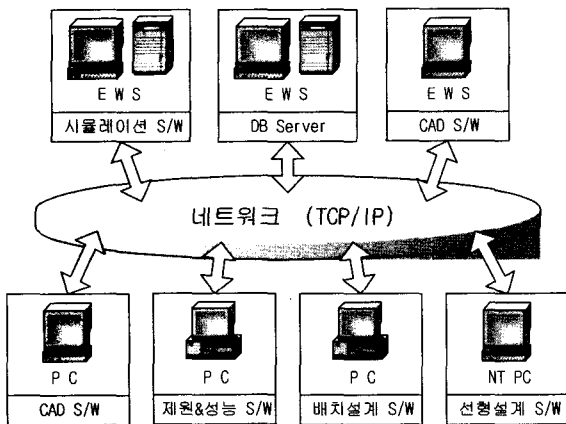 E W S
시뮬레이션 S/W
E W S
DB Server
E W S
CAD S/W
네트워크 (TCP/IP)
P C
CAD S/W
P C
제원&성능 S/W
P C
배치설계 S/W
NT PC
선형설계 S/W